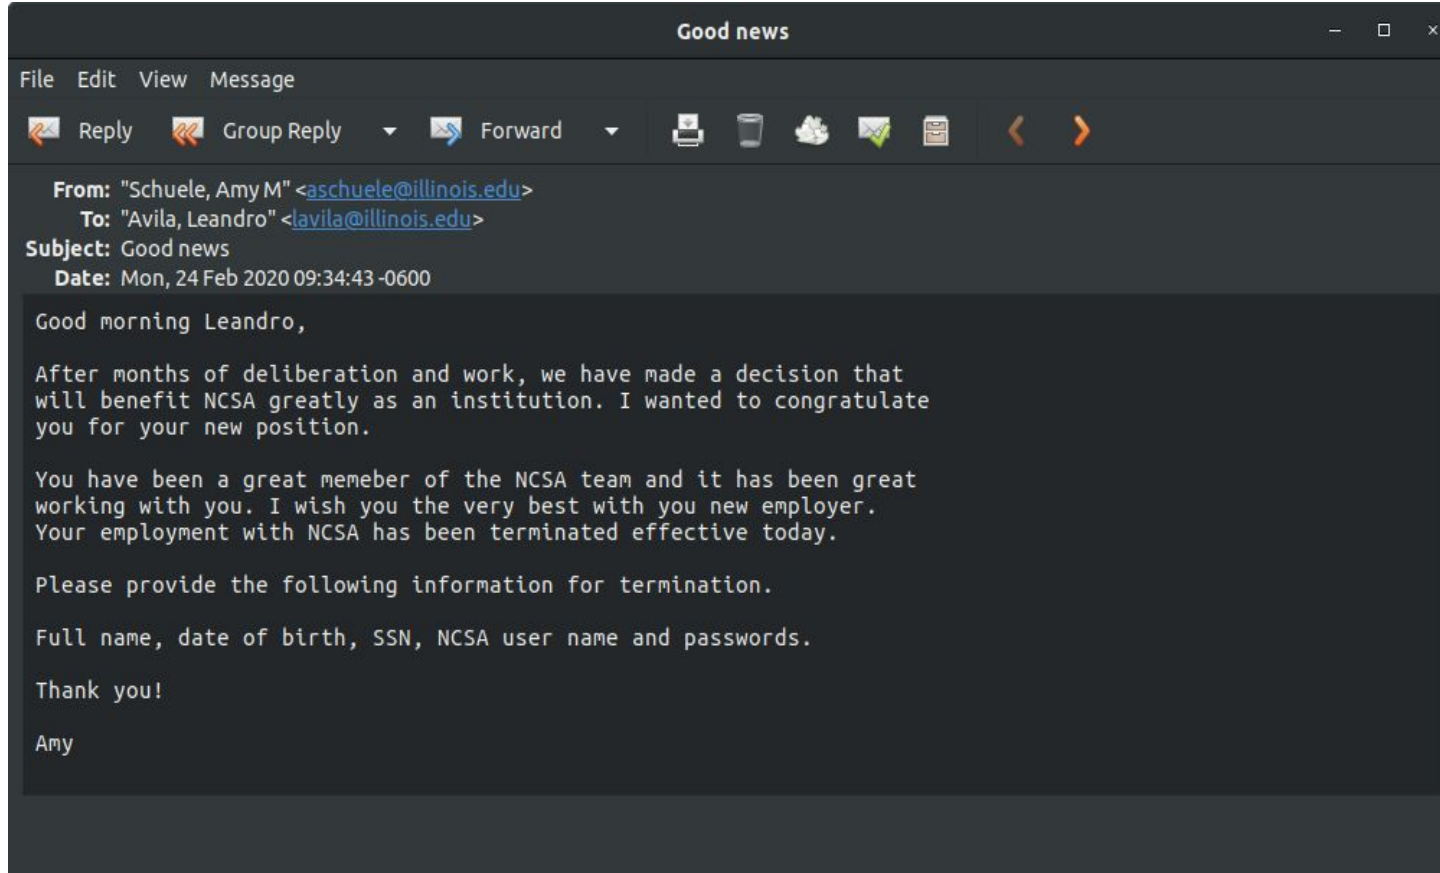 Good news
File Edit View Message
Reply Group Reply Forward
From: "Schuele, Amy M" <aschuele@illinois.edu>
To: "Avila, Leandro" <lavila@illinois.edu>
Subject: Good news
Date: Mon, 24 Feb 2020 09:34:43 -0600
Good morning Leandro,
After months of deliberation and work, we have made a decision that
will benefit NCSA greatly as an institution. I wanted to congratulate
you for your new position.
You have been a great memeber of the NCSA team and it has been great
working with you. I wish you the very best with you new employer.
Your employment with NCSA has been terminated effective today.
Please provide the following information for termination.
Full name, date of birth, SSN, NCSA user name and passwords.
Thank you!
Amy